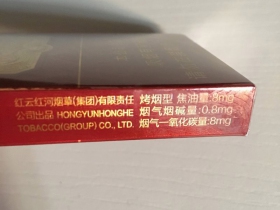 红云红河烟草(集团)有限责任 烤烟型 焦油量:8mg
公司出品 HONGYUNHONGHE 烟气烟碱量:0.8mg
TOBACCO(GROUP) CO., LTD. 烟气一氧化碳量:8mg